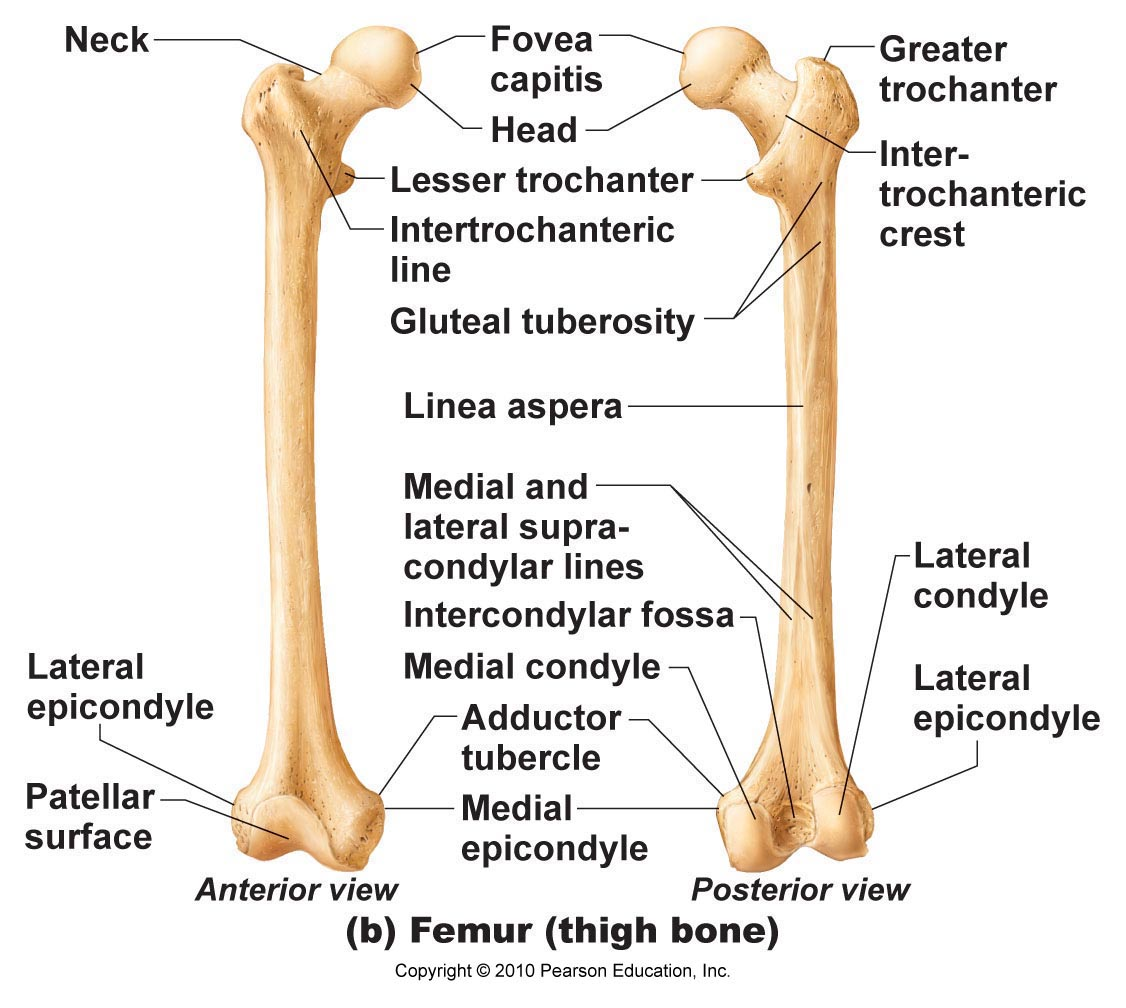 Neck
Fovea
capitis
Head
Greater
trochanter
Inter-
trochanteric
crest
Lesser trochanter
Intertrochanteric
line
Gluteal tuberosity
Linea aspera
Medial and
lateral supra-
condylar lines
Intercondylar fossa
Medial condyle
Lateral
condyle
Lateral
epicondyle
Lateral
epicondyle
Adductor
tubercle
Patellar
surface
Medial
epicondyle
Anterior view
Posterior view
(b) Femur (thigh bone)
Copyright © 2010 Pearson Education, Inc.